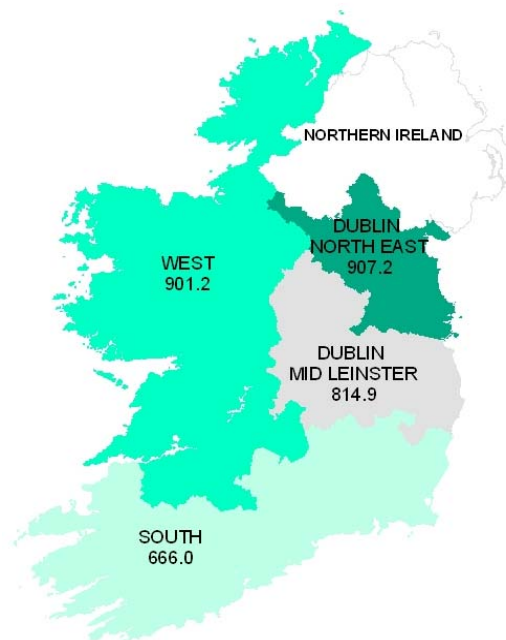 NORTHERN IRELAND
DUBLIN
NORTH EAST
907.2
WEST
901.2
DUBLIN
MID LEINSTER
814.9
SOUTH
666.0